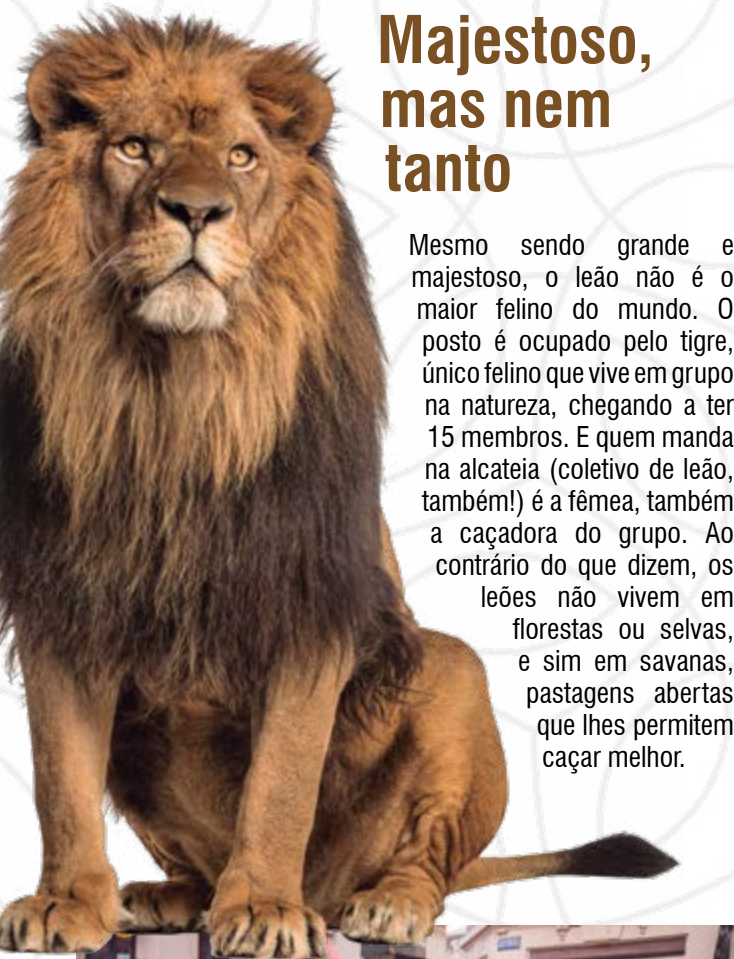 Majestoso,
mas nem
tanto
Mesmo sendo grande e
majestoso, o leão não é o
maior felino do mundo. O
posto é ocupado pelo tigre,
único felino que vive em grupo
na natureza, chegando a ter
15 membros. E quem manda
na alcateia (coletivo de leão,
também!) é a fêmea, também
a caçadora do grupo. Ao
contrário do que dizem, os
leões não vivem em
florestas ou selvas,
e sim em savanas,
pastagens abertas
que lhes permitem
caçar melhor.